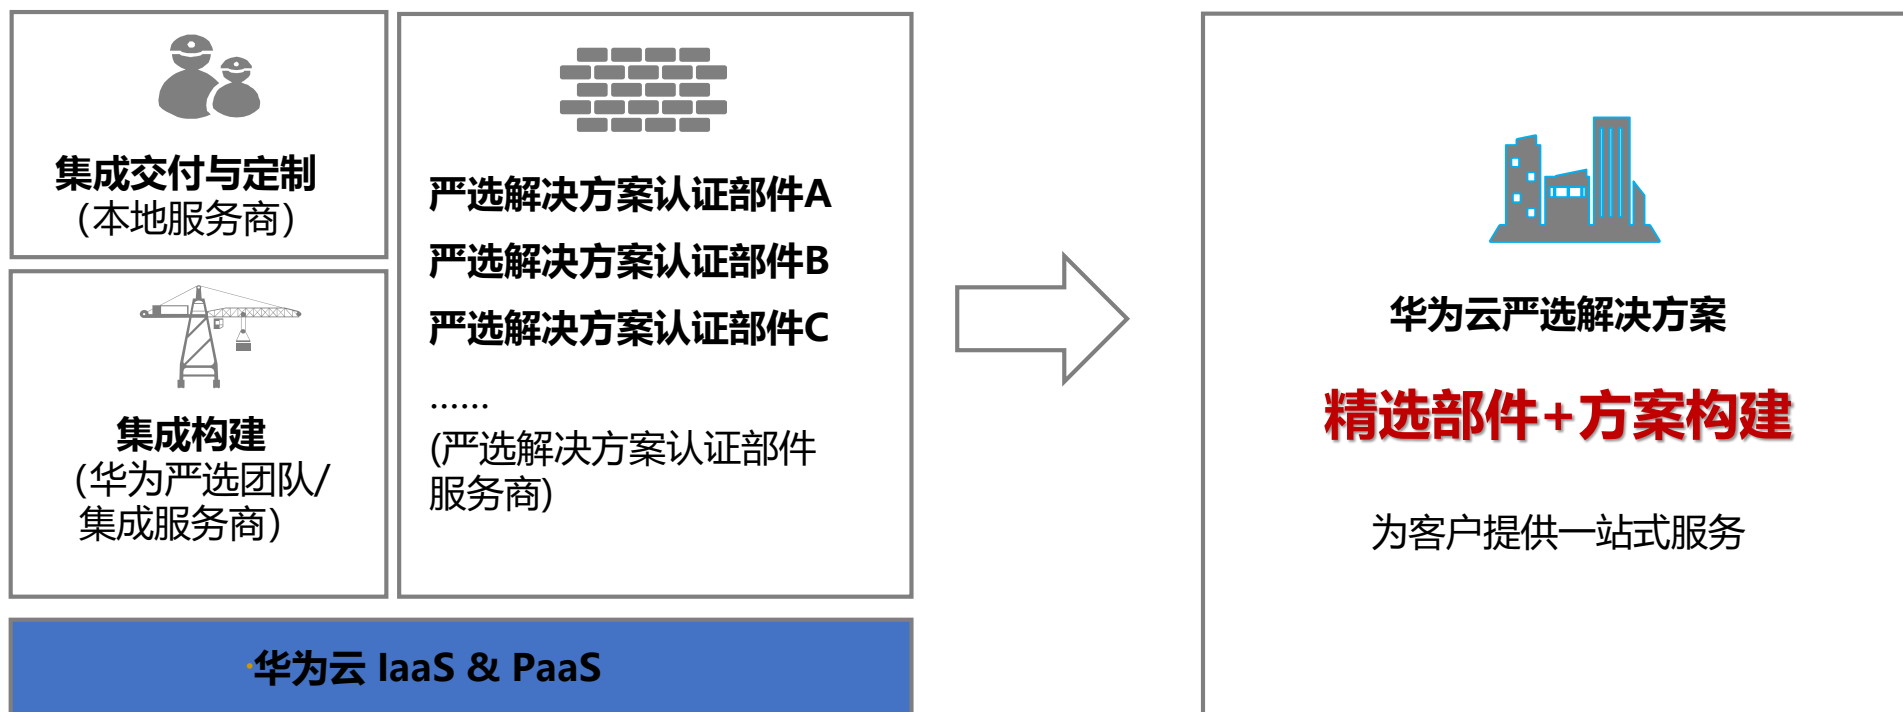 集成交付与定制
（本地服务商）
集成构建
（华为严选团队/
集成服务商）
严选解决方案认证部件A
严选解决方案认证部件B
严选解决方案认证部件C
......
(严选解决方案认证部件
服务商)
·华为云 IaaS & PaaS
华为云严选解决方案
精选部件+方案构建
为客户提供一站式服务